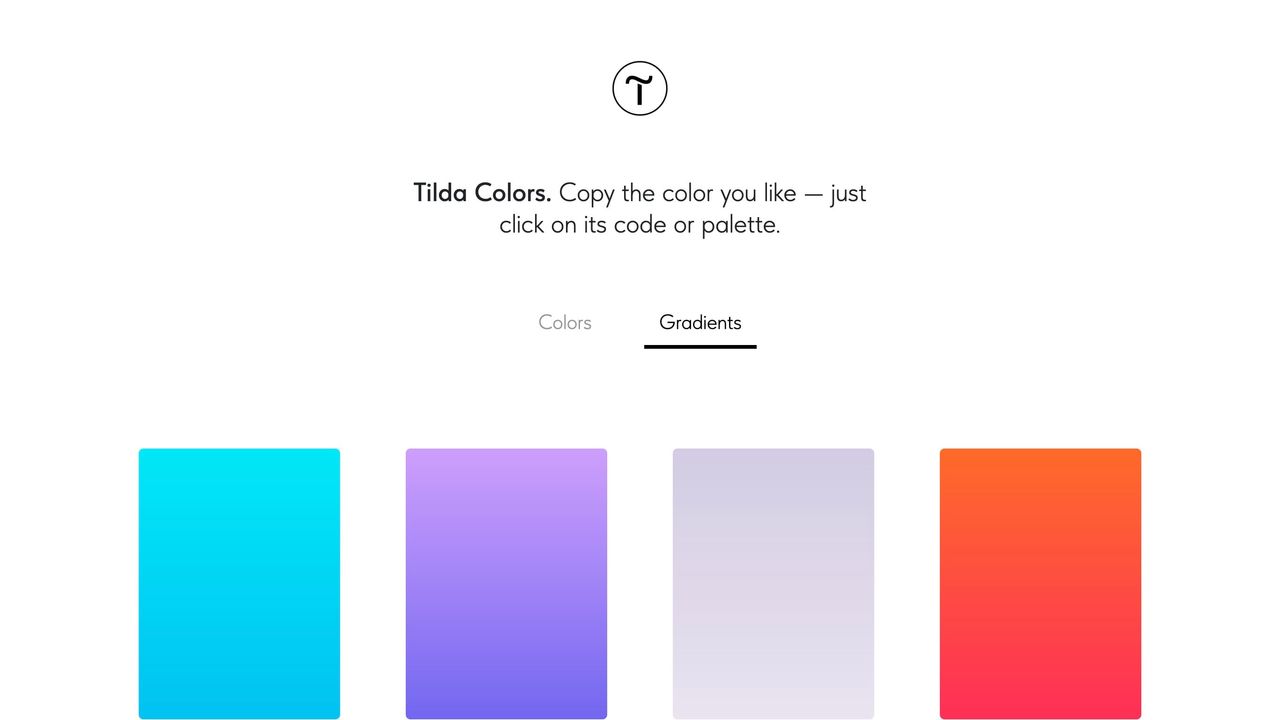 Tilda Colors. Copy the color you like — just
click on its code or palette.
Colors
Gradients